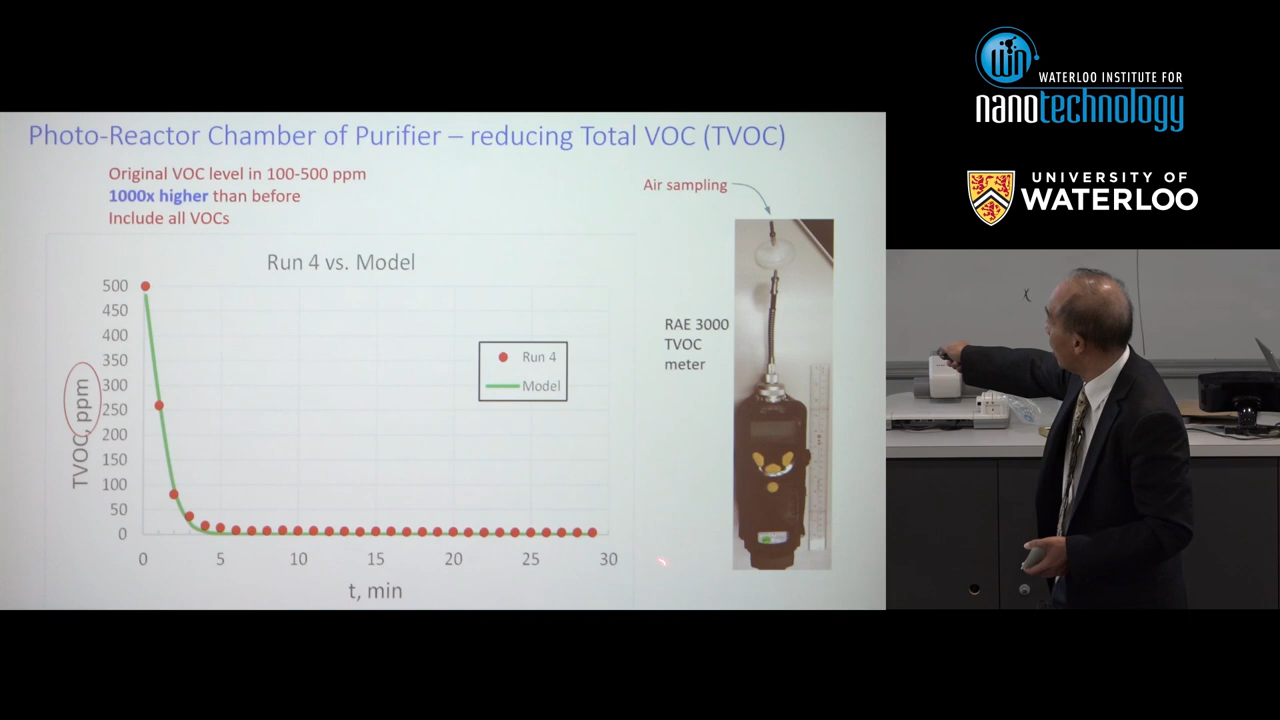 Photo-Reactor Chamber of Purifier – reducing Total VOC (TVOC)
Original VOC level in 100-500 ppm
1000x higher than before
Include all VOCs
Air sampling
Run 4 vs. Model
500
450
400
350
300
250
200
150
100
50
0
TVOC, ppm
Run 4
Model
0
5
10
15
20
25
30
t, min
RAE 3000
TVOC
meter
WIN
WATERLOO INSTITUTE FOR
nanotechnology
UNIVERSITY OF
WATERLOO